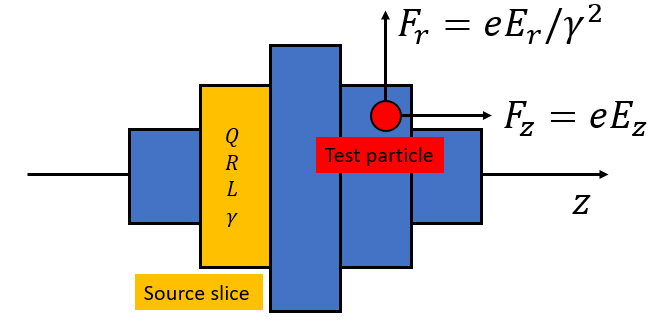 F_r = eE_r/γ^2
F_z = eE_z
Q
R
L
γ
Test particle
z
Source slice